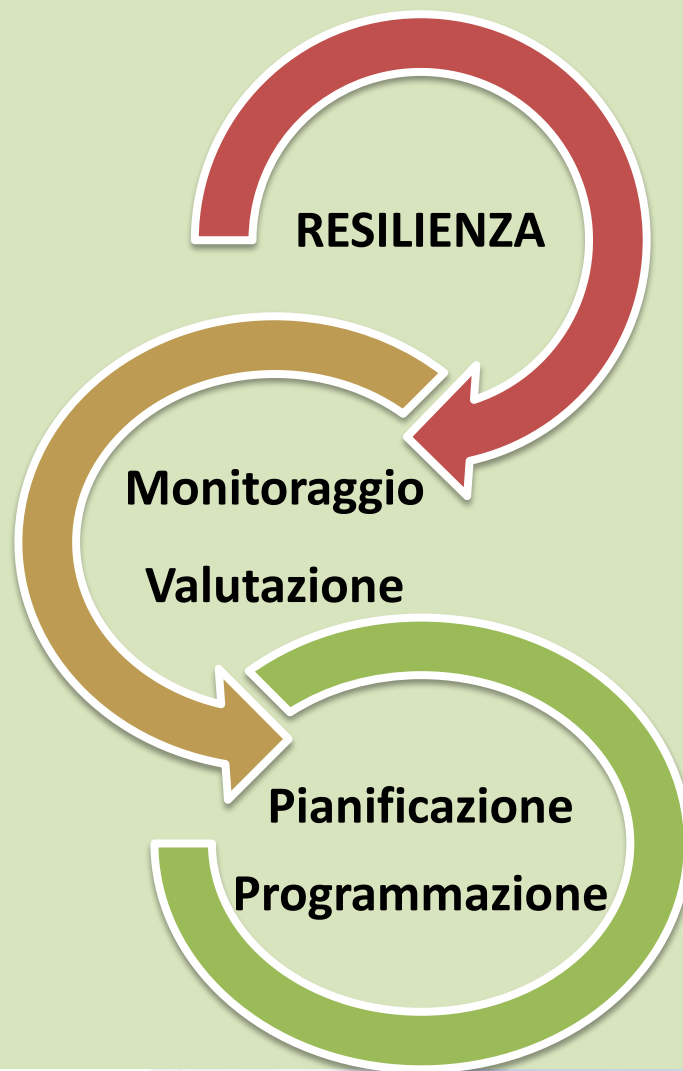 RESILIENZA
Monitoraggio
Valutazione
Pianificazione
Programmazione